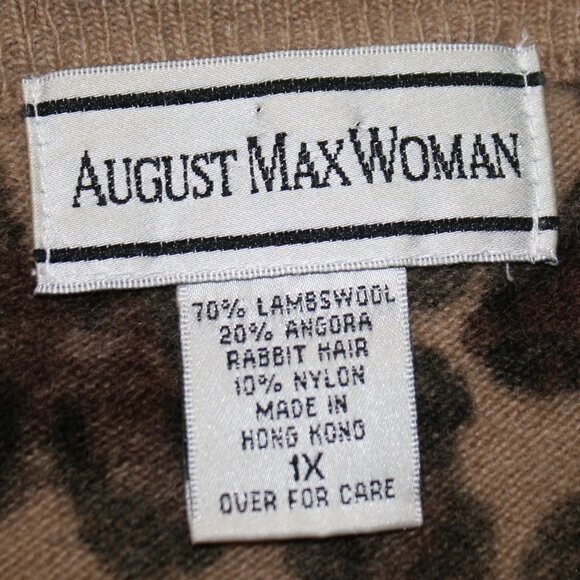 AUGUST MAX WOMAN
70% LAMBSWOOL
20% ANGORA
RABBIT HAIR
10% NYLON
MADE IN
HONG KONG
1X
OVER FOR CARE